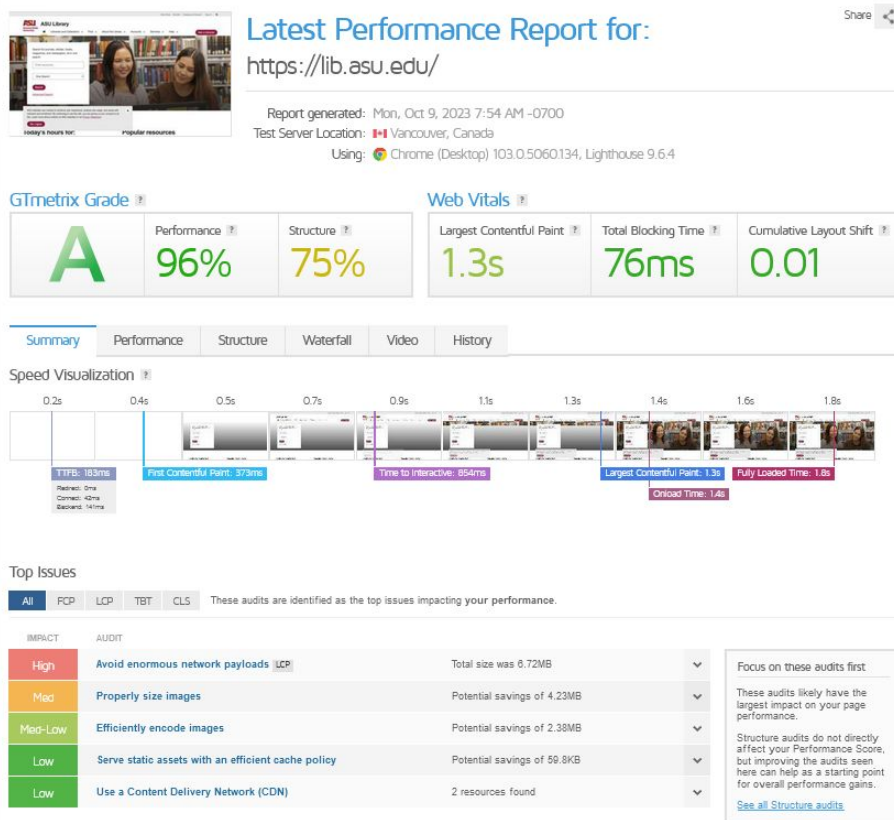 Share
Latest Performance Report for:
https://lib.asu.edu/
Report generated: Mon, Oct 9, 2023 7:54 AM -0700
Test Server Location: Vancouver, Canada
Using: Chrome (Desktop) 103.0.5060.134, Lighthouse 9.6.4
ASU ASU Library
Today's hours for: Popular resources
GTmetrix Grade ?
Web Vitals ?
A
Performance ?
96%
Structure ?
75%
Largest Contentful Paint ?
1.3s
Total Blocking Time ?
76ms
Cumulative Layout Shift ?
0.01
Summary Performance Structure Waterfall Video History
Speed Visualization ?
0.2s 0.4s 0.5s 0.7s 0.9s 1.1s 1.3s 1.4s 1.6s 1.8s
TTFB: 183ms
Redirect: 0ms
Connect: 42ms
Backend: 141ms
First Contentful Paint: 373ms
Time to Interactive: 854ms
Largest Contentful Paint: 1.3s
Onload Time: 1.4s
Fully Loaded Time: 1.8s
Top Issues
All FCP LCP TBT CLS These audits are identified as the top issues impacting your performance.
IMPACT AUDIT
High Avoid enormous network payloads LCP Total size was 6.72MB
Med Properly size images Potential savings of 4.23MB
Med-Low Efficiently encode images Potential savings of 2.38MB
Low Serve static assets with an efficient cache policy Potential savings of 59.8KB
Low Use a Content Delivery Network (CDN) 2 resources found
Focus on these audits first
These audits likely have the
largest impact on your page
performance.
Structure audits do not directly
affect your Performance Score,
but improving the audits seen
here can help as a starting point
for overall performance gains.
See all Structure audits